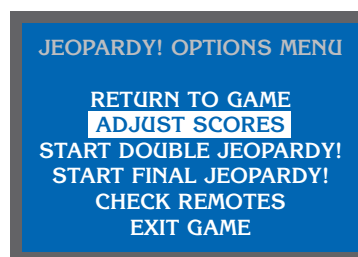 JEOPARDY! OPTIONS MENU
RETURN TO GAME
ADJUST SCORES
START DOUBLE JEOPARDY!
START FINAL JEOPARDY!
CHECK REMOTES
EXIT GAME